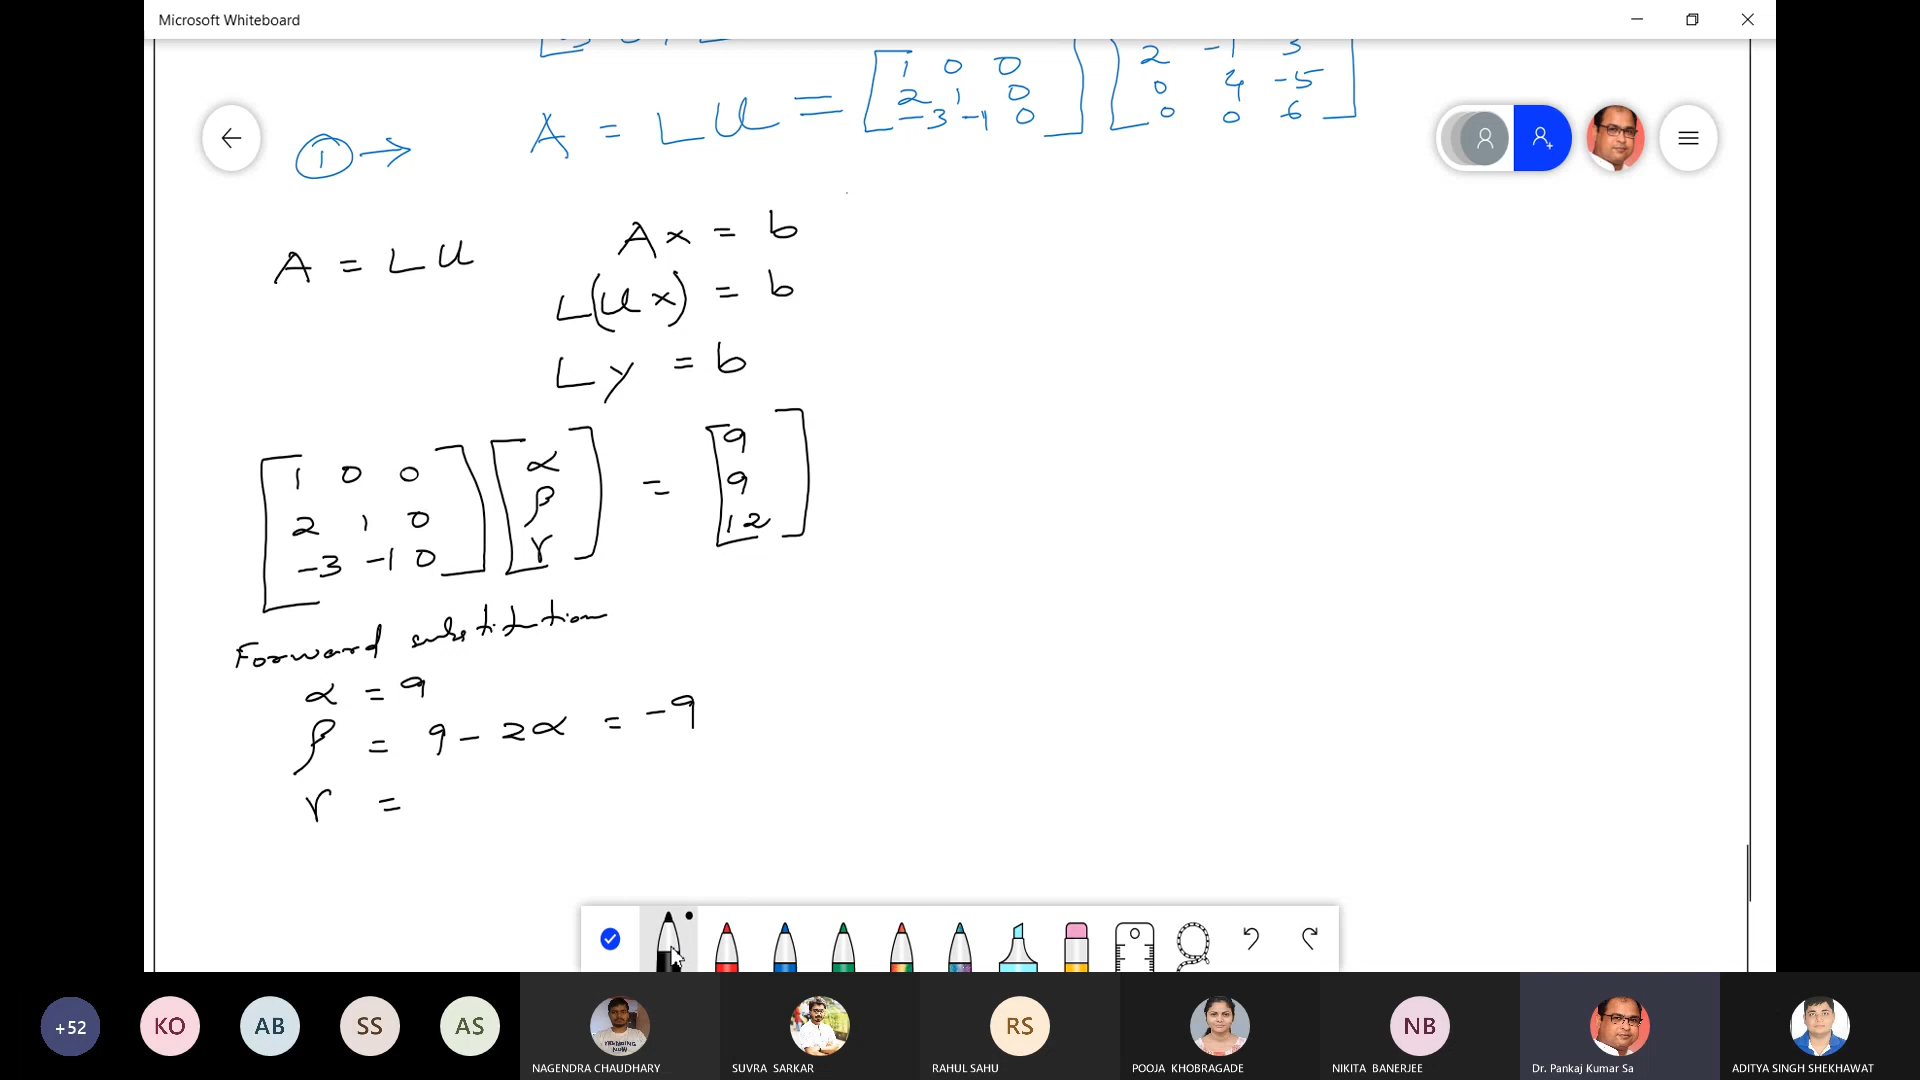 Microsoft Whiteboard
① → A = LU = [1 0 0 [2 -1 3
2 1 0 0 4 -5
-3 -1 0] 0 0 6]
A = LU
Ax = b
L(Ux) = b
Ly = b
[1 0 0 [α [9
2 1 0 β = 9
-3 -1 0] γ] 12]
Forward substitution
α = 9
β = 9 - 2α = -9
γ =
+52
KO
AB
SS
AS
TRENDING NOW
NAGENDRA CHAUDHARY
SUVRA SARKAR
RS
RAHUL SAHU
POOJA KHOBRAGADE
NB
NIKITA BANERJEE
Dr. Pankaj Kumar Sa
ADITYA SINGH SHEKHAWAT